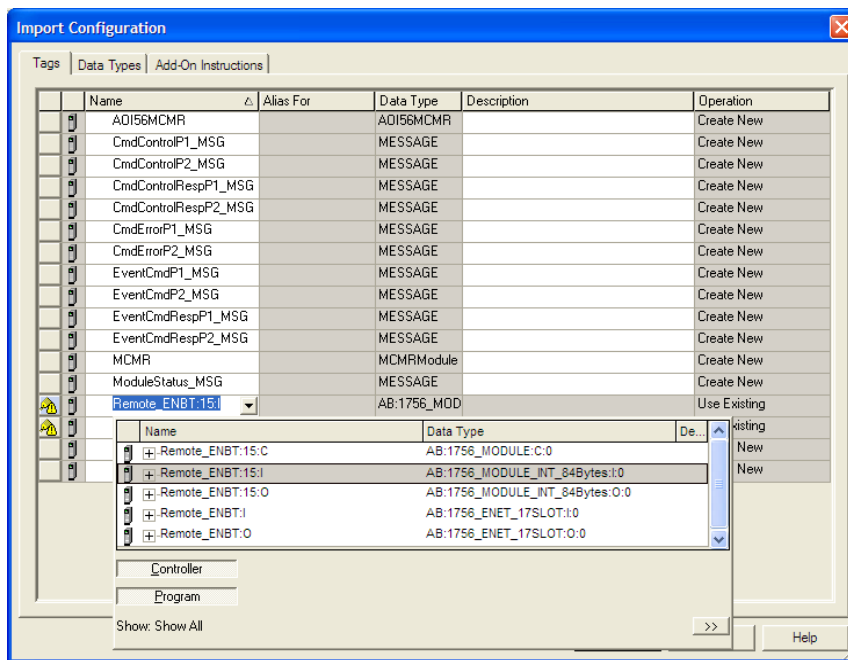 Import Configuration
Tags Data Types Add-On Instructions
Name Alias For Data Type Description Operation
AOI56MCMR AOI56MCMR Create New
CmdControlP1_MSG MESSAGE Create New
CmdControlP2_MSG MESSAGE Create New
CmdControlRespP1_MSG MESSAGE Create New
CmdControlRespP2_MSG MESSAGE Create New
CmdErrorP1_MSG MESSAGE Create New
CmdErrorP2_MSG MESSAGE Create New
EventCmdP1_MSG MESSAGE Create New
EventCmdP2_MSG MESSAGE Create New
EventCmdRespP1_MSG MESSAGE Create New
EventCmdRespP2_MSG MESSAGE Create New
MCMR MCMRModule Create New
ModuleStatus_MSG MESSAGE Create New
Remote_ENBT:15:I AB:1756_MOD Use Existing
Name Data Type De...
Remote_ENBT:15:C AB:1756_MODULE:C:0 New
Remote_ENBT:15:I AB:1756_MODULE_INT_84Bytes:I:0 New
Remote_ENBT:15:O AB:1756_MODULE_INT_84Bytes:O:0
Remote_ENBT:I AB:1756_ENET_17SLOT:I:0
Remote_ENBT:O AB:1756_ENET_17SLOT:O:0
Controller
Program
Show: Show All >>
Help